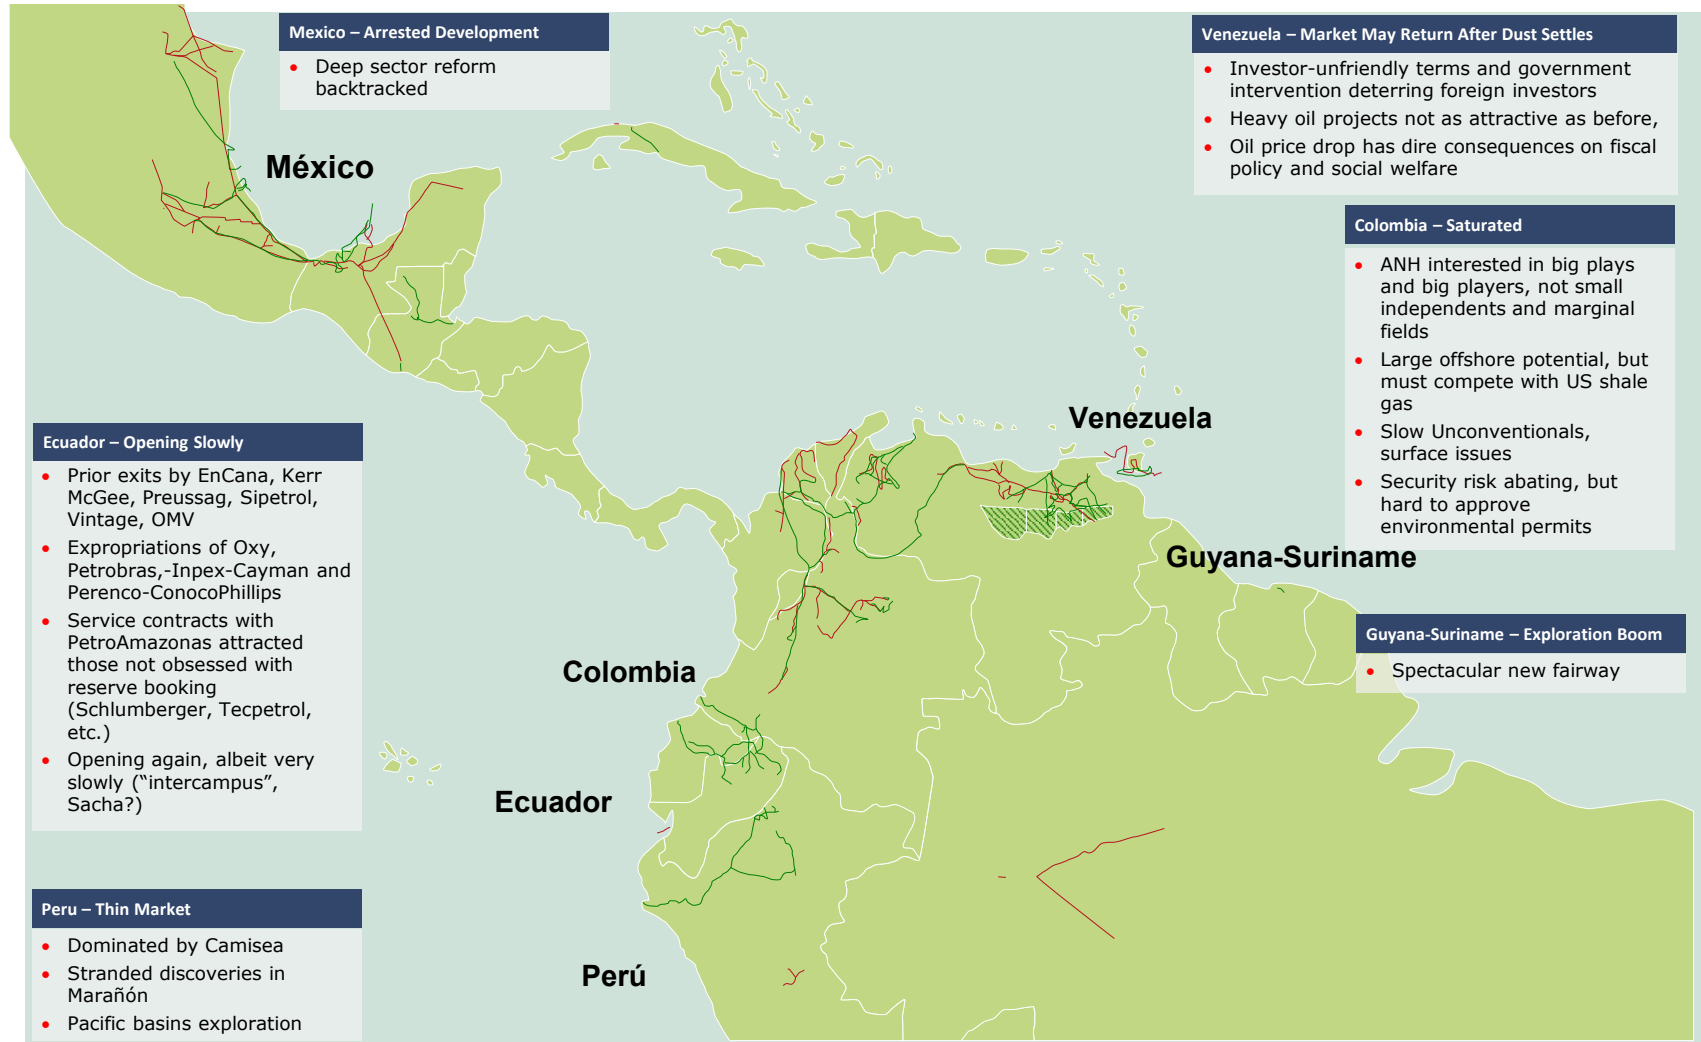 Mexico – Arrested Development
• Deep sector reform
backtracked
Venezuela – Market May Return After Dust Settles
• Investor-unfriendly terms and government
intervention deterring foreign investors
• Heavy oil projects not as attractive as before,
• Oil price drop has dire consequences on fiscal
policy and social welfare
México
Colombia – Saturated
• ANH interested in big plays
and big players, not small
independents and marginal
fields
• Large offshore potential, but
must compete with US shale
gas
• Slow Unconventionals,
surface issues
• Security risk abating, but
hard to approve
environmental permits
Venezuela
Ecuador – Opening Slowly
• Prior exits by EnCana, Kerr
McGee, Preussag, Sipetrol,
Vintage, OMV
• Expropriations of Oxy,
Petrobras,-Inpex-Cayman and
Perenco-ConocoPhillips
• Service contracts with
PetroAmazonas attracted
those not obsessed with
reserve booking
(Schlumberger, Tecpetrol,
etc.)
• Opening again, albeit very
slowly (“intercampus”,
Sacha?)
Guyana-Suriname
Guyana-Suriname – Exploration Boom
• Spectacular new fairway
Colombia
Ecuador
Peru – Thin Market
• Dominated by Camisea
• Stranded discoveries in
Marañón
• Pacific basins exploration
Perú